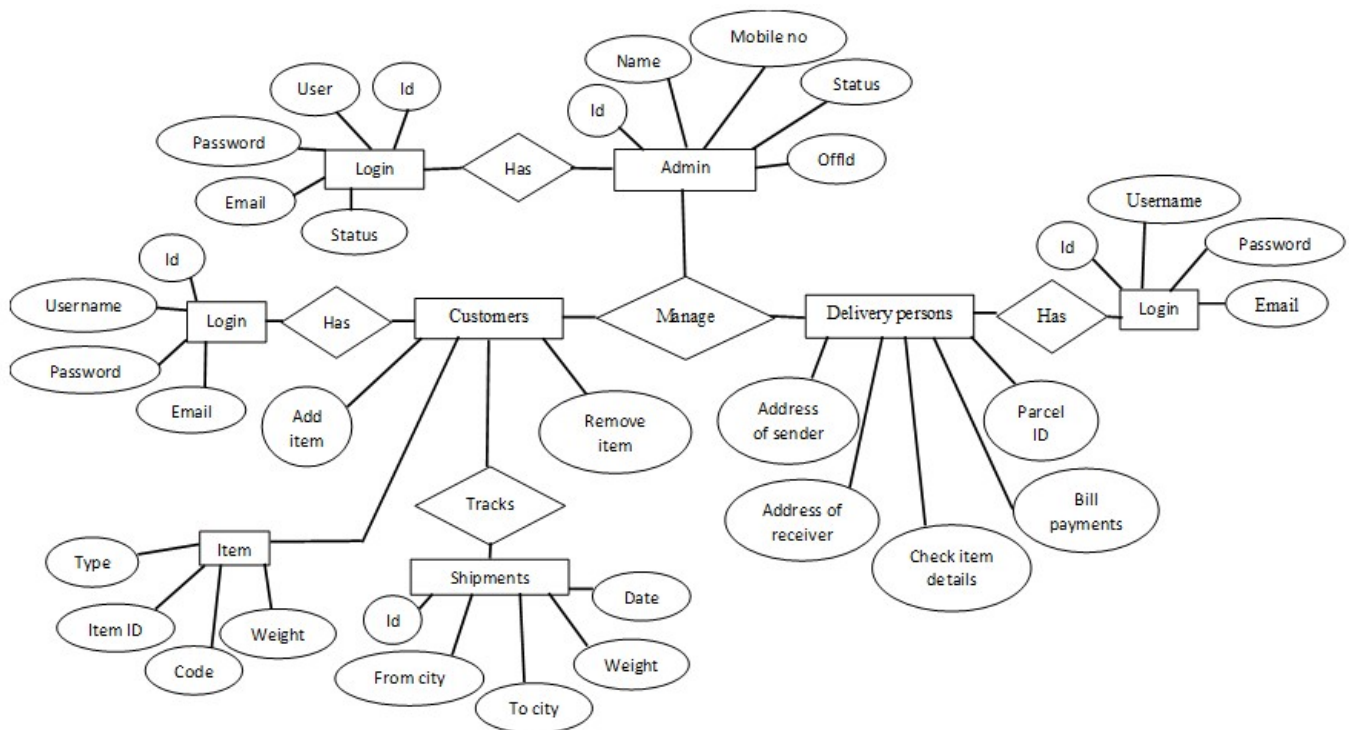 Mobile no
Name
Status
User
Id
Id
Password
Login
Has
Admin
OffId
Email
Status
Username
Id
Password
Id
Username
Login
Has
Customers
Manage
Delivery persons
Has
Login
Email
Password
Email
Add
item
Remove
item
Address
of sender
Parcel
ID
Tracks
Address of
receiver
Bill
payments
Type
Item
Check item
details
Shipments
Date
Item ID
Weight
Id
Code
From city
Weight
To city